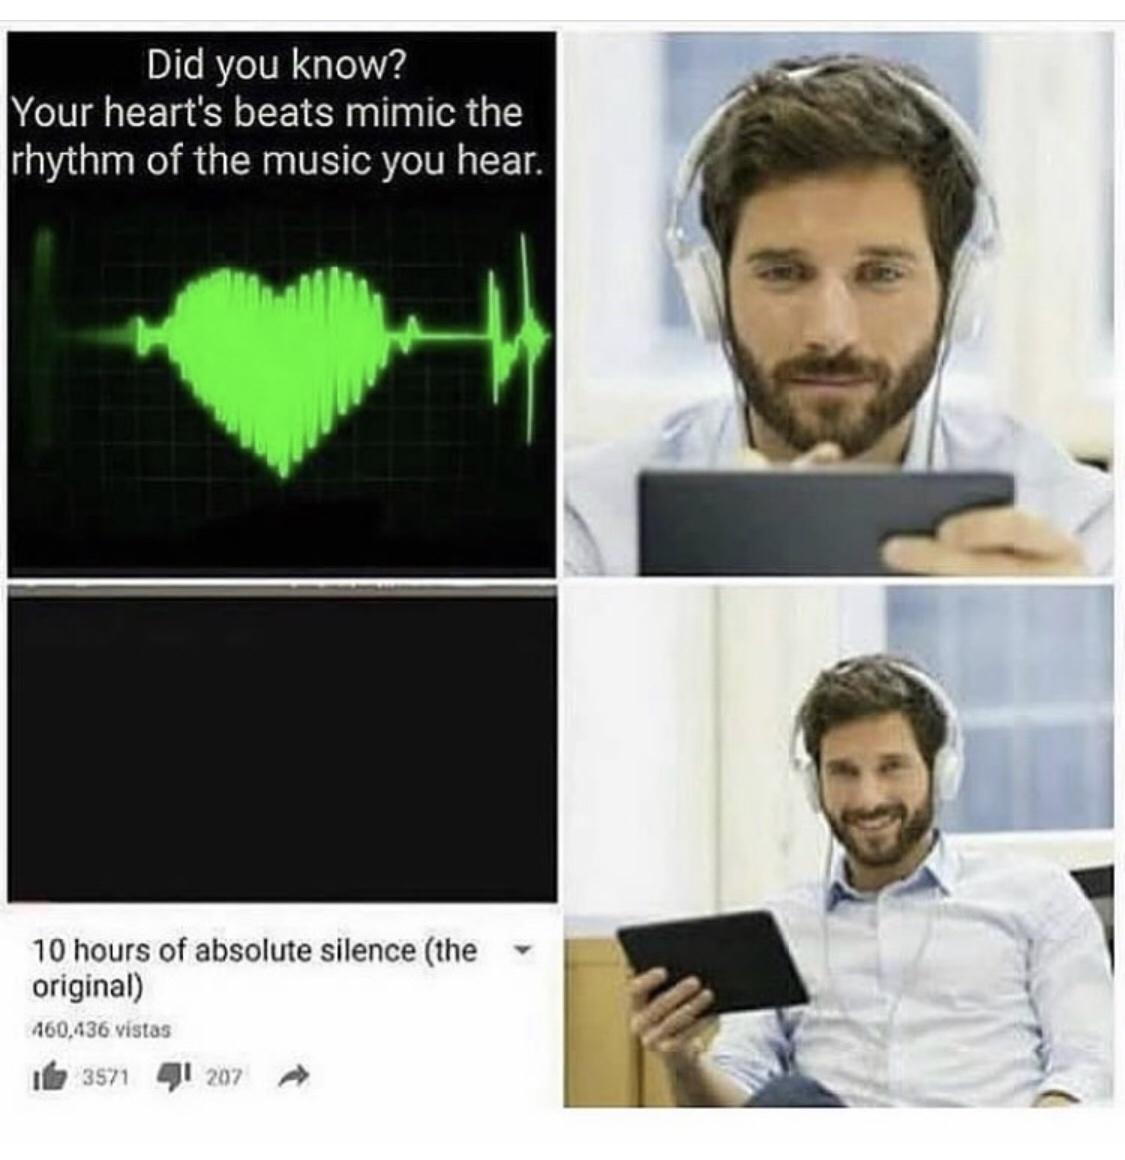 Did you know?
Your heart's beats mimic the
rhythm of the music you hear.
10 hours of absolute silence (the
original)
460,436 vistas
3571 207